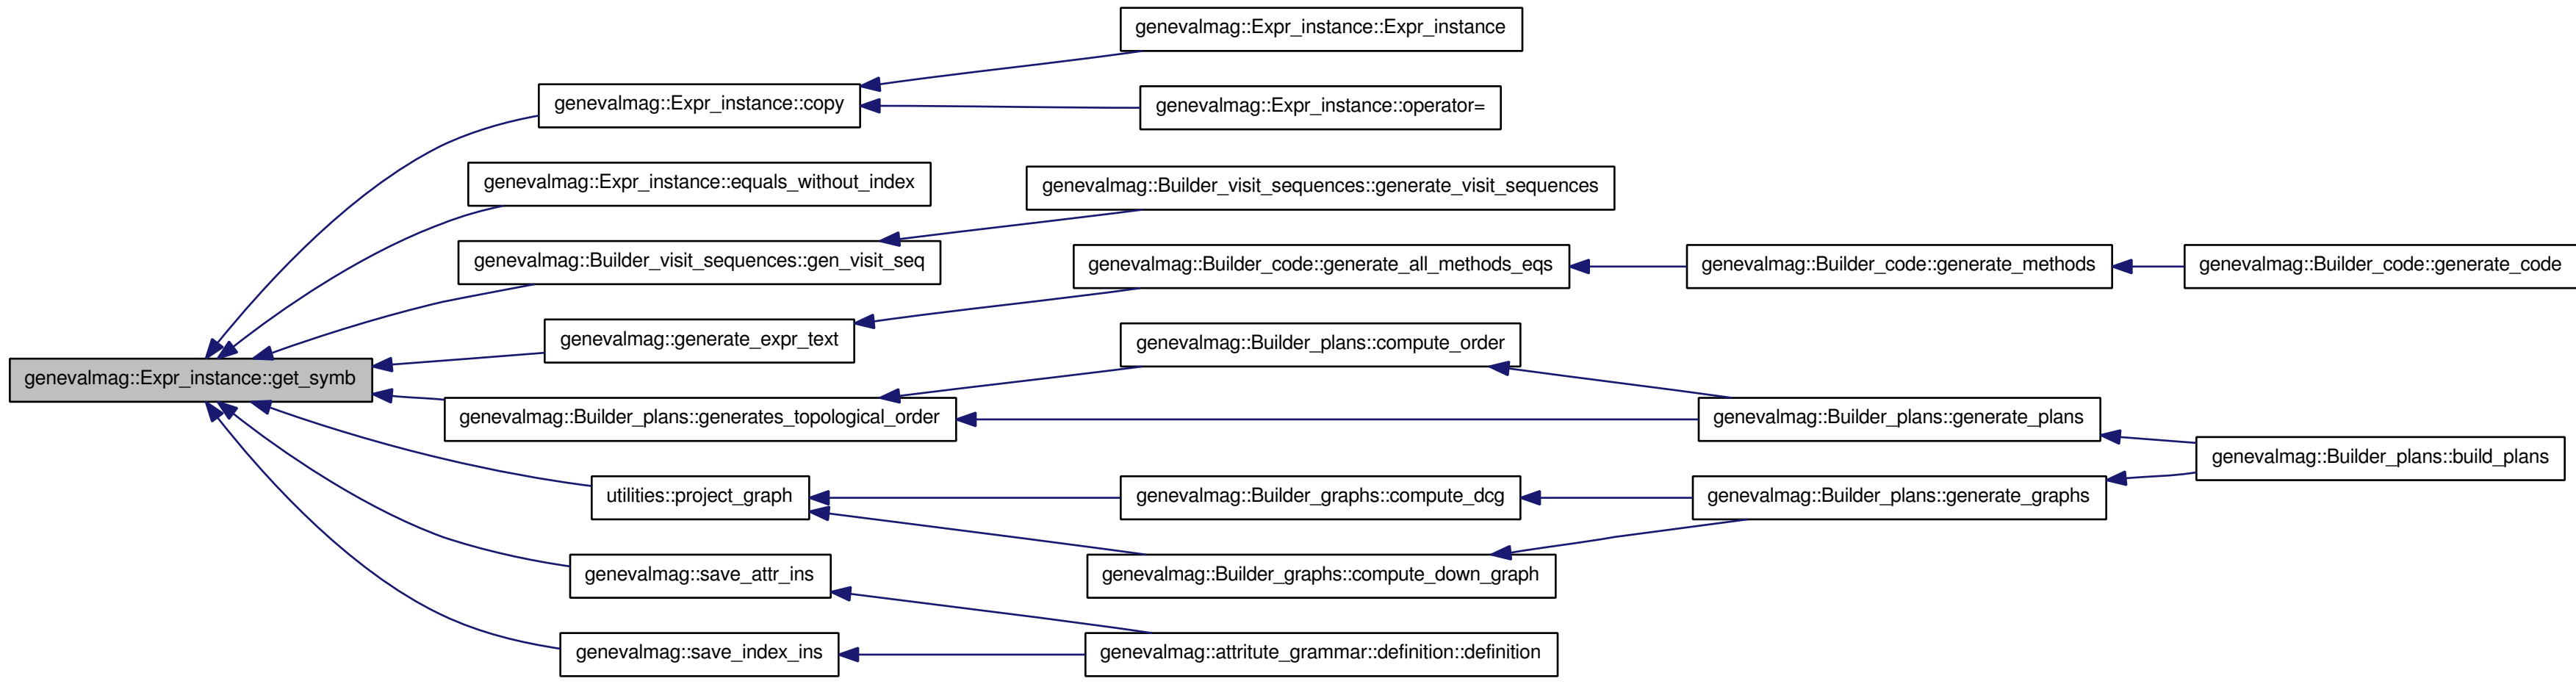 genevalmag::Expr_instance::Expr_instance
genevalmag::Expr_instance::copy
genevalmag::Expr_instance::operator=
genevalmag::Expr_instance::equals_without_index
genevalmag::Builder_visit_sequences::generate_visit_sequences
genevalmag::Builder_visit_sequences::gen_visit_seq
genevalmag::Builder_code::generate_all_methods_eqs
genevalmag::Builder_code::generate_methods
genevalmag::Builder_code::generate_code
genevalmag::generate_expr_text
genevalmag::Builder_plans::compute_order
genevalmag::Expr_instance::get_symb
genevalmag::Builder_plans::generates_topological_order
genevalmag::Builder_plans::generate_plans
genevalmag::Builder_plans::build_plans
utilities::project_graph
genevalmag::Builder_graphs::compute_dcg
genevalmag::Builder_plans::generate_graphs
genevalmag::save_attr_ins
genevalmag::Builder_graphs::compute_down_graph
genevalmag::save_index_ins
genevalmag::attritute_grammar::definition::definition